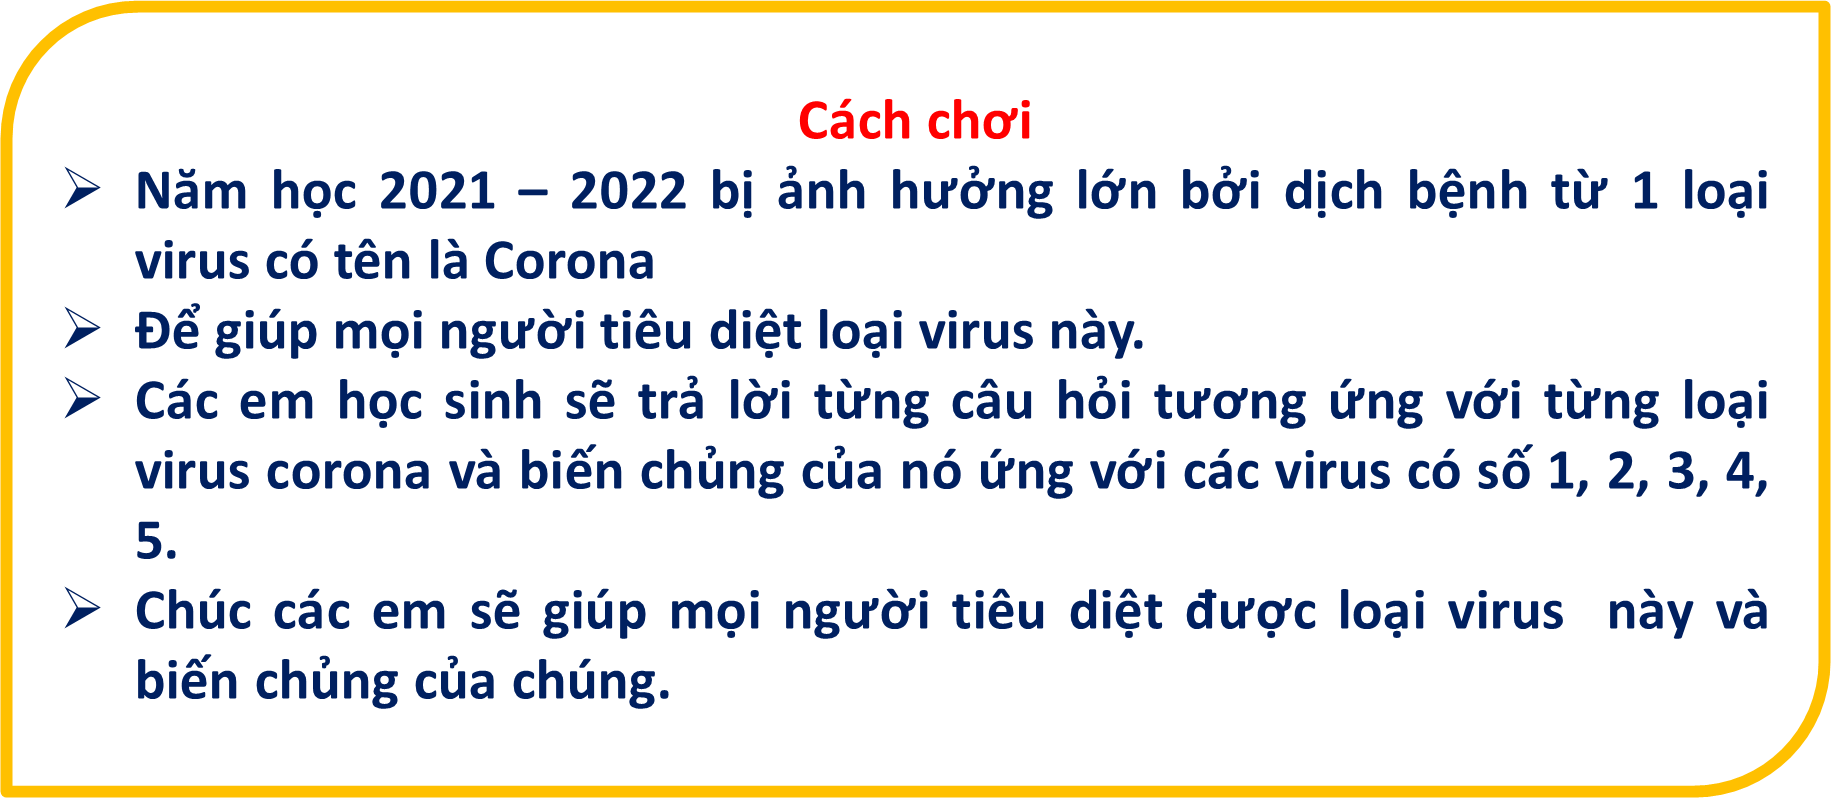 Cách chơi
➢ Năm học 2021 – 2022 bị ảnh hưởng lớn bởi dịch bệnh từ 1 loại
virus có tên là Corona
➢ Để giúp mọi người tiêu diệt loại virus này.
➢ Các em học sinh sẽ trả lời từng câu hỏi tương ứng với từng loại
virus corona và biến chủng của nó ứng với các virus có số 1, 2, 3, 4,
5.
➢ Chúc các em sẽ giúp mọi người tiêu diệt được loại virus này và
biến chủng của chúng.